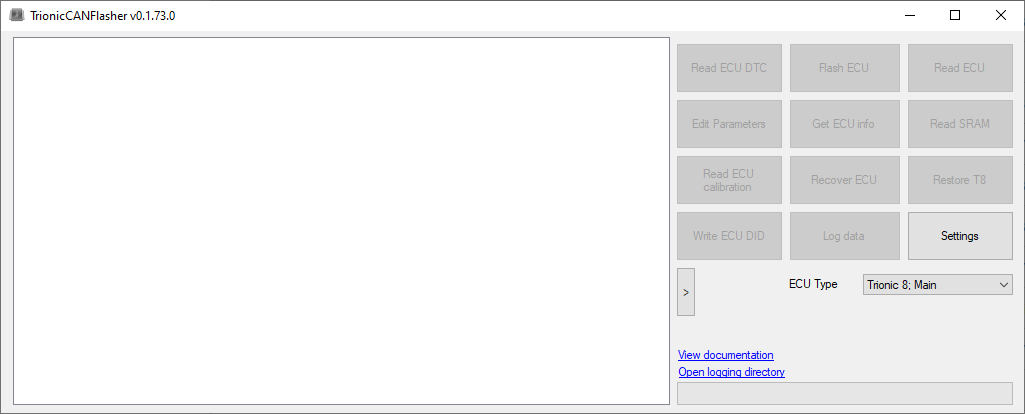 TrionicCANFlasher v0.1.73.0
Read ECU DTC
Flash ECU
Read ECU
Edit Parameters
Get ECU info
Read SRAM
Read ECU
calibration
Recover ECU
Restore T8
Write ECU DID
Log data
Settings
>
ECU Type
Trionic 8; Main
View documentation
Open logging directory